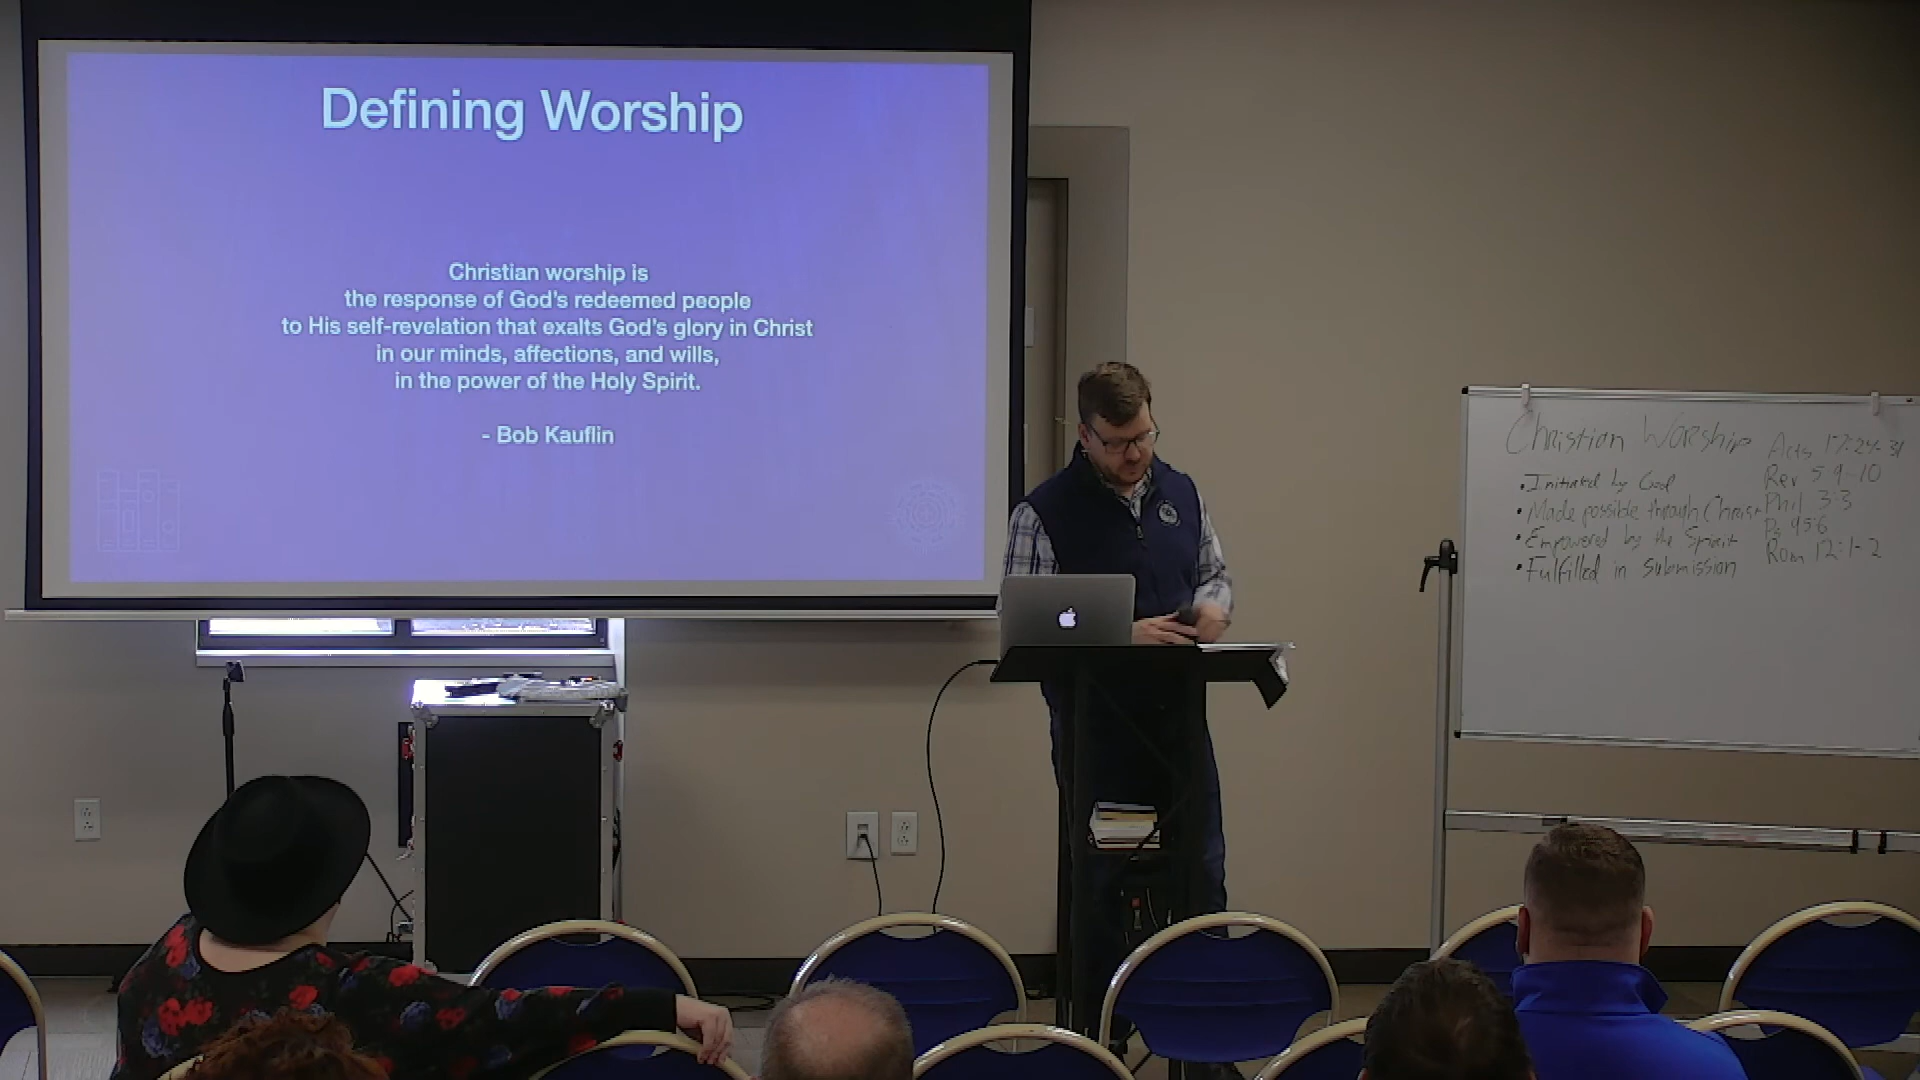 Defining Worship
Christian worship is
the response of God's redeemed people
to His self-revelation that exalts God's glory in Christ
in our minds, affections, and wills,
in the power of the Holy Spirit.
- Bob Kauflin
Christian Worship
• Initiated by God
• Made possible through Christ
• Empowered by the Spirit
• Fulfilled in submission
Acts 17:24-31
Rev 5 9-10
Phil 3:3
Ps 95:6
Rom 12:1-2